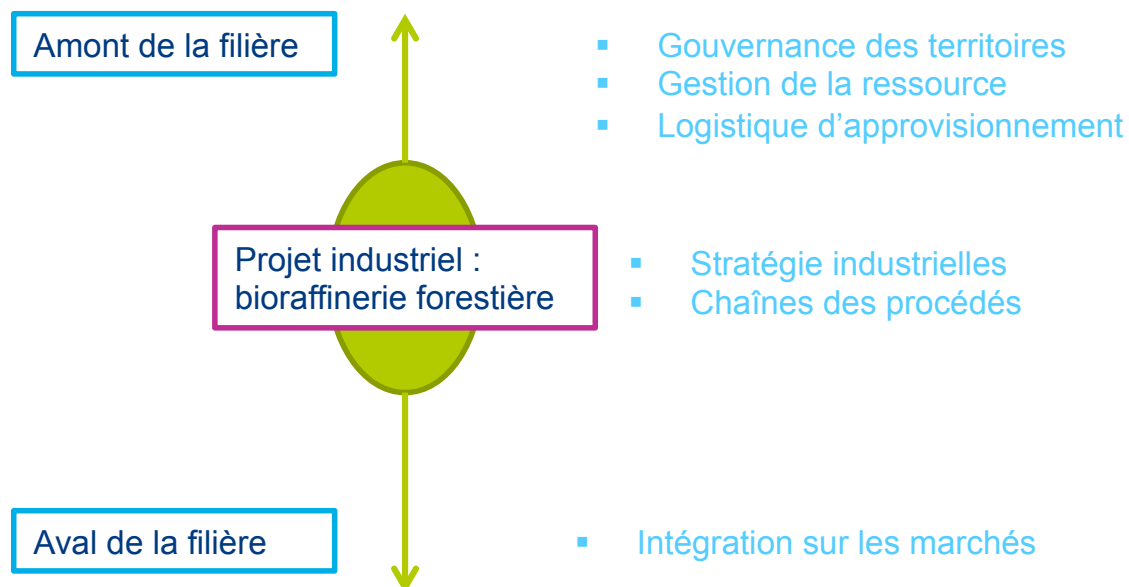 Amont de la filière
▪ Gouvernance des territoires
▪ Gestion de la ressource
▪ Logistique d’approvisionnement
Projet industriel :
bioraffinerie forestière
▪ Stratégie industrielles
▪ Chaînes des procédés
Aval de la filière
▪ Intégration sur les marchés